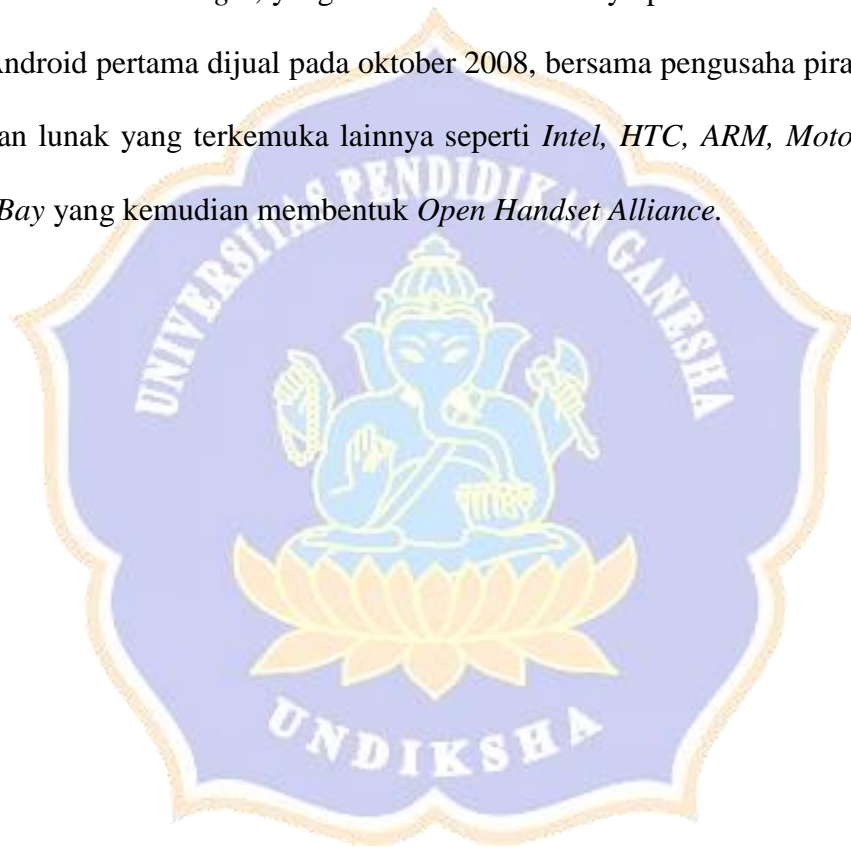 Android pertama dijual pada oktober 2008, bersama pengusaha pira
an lunak yang terkemuka lainnya seperti Intel, HTC, ARM, Moto
Bay yang kemudian membentuk Open Handset Alliance.
UNIVERSITAS PENDIDIKAN GANESHA
UNDIKSHA